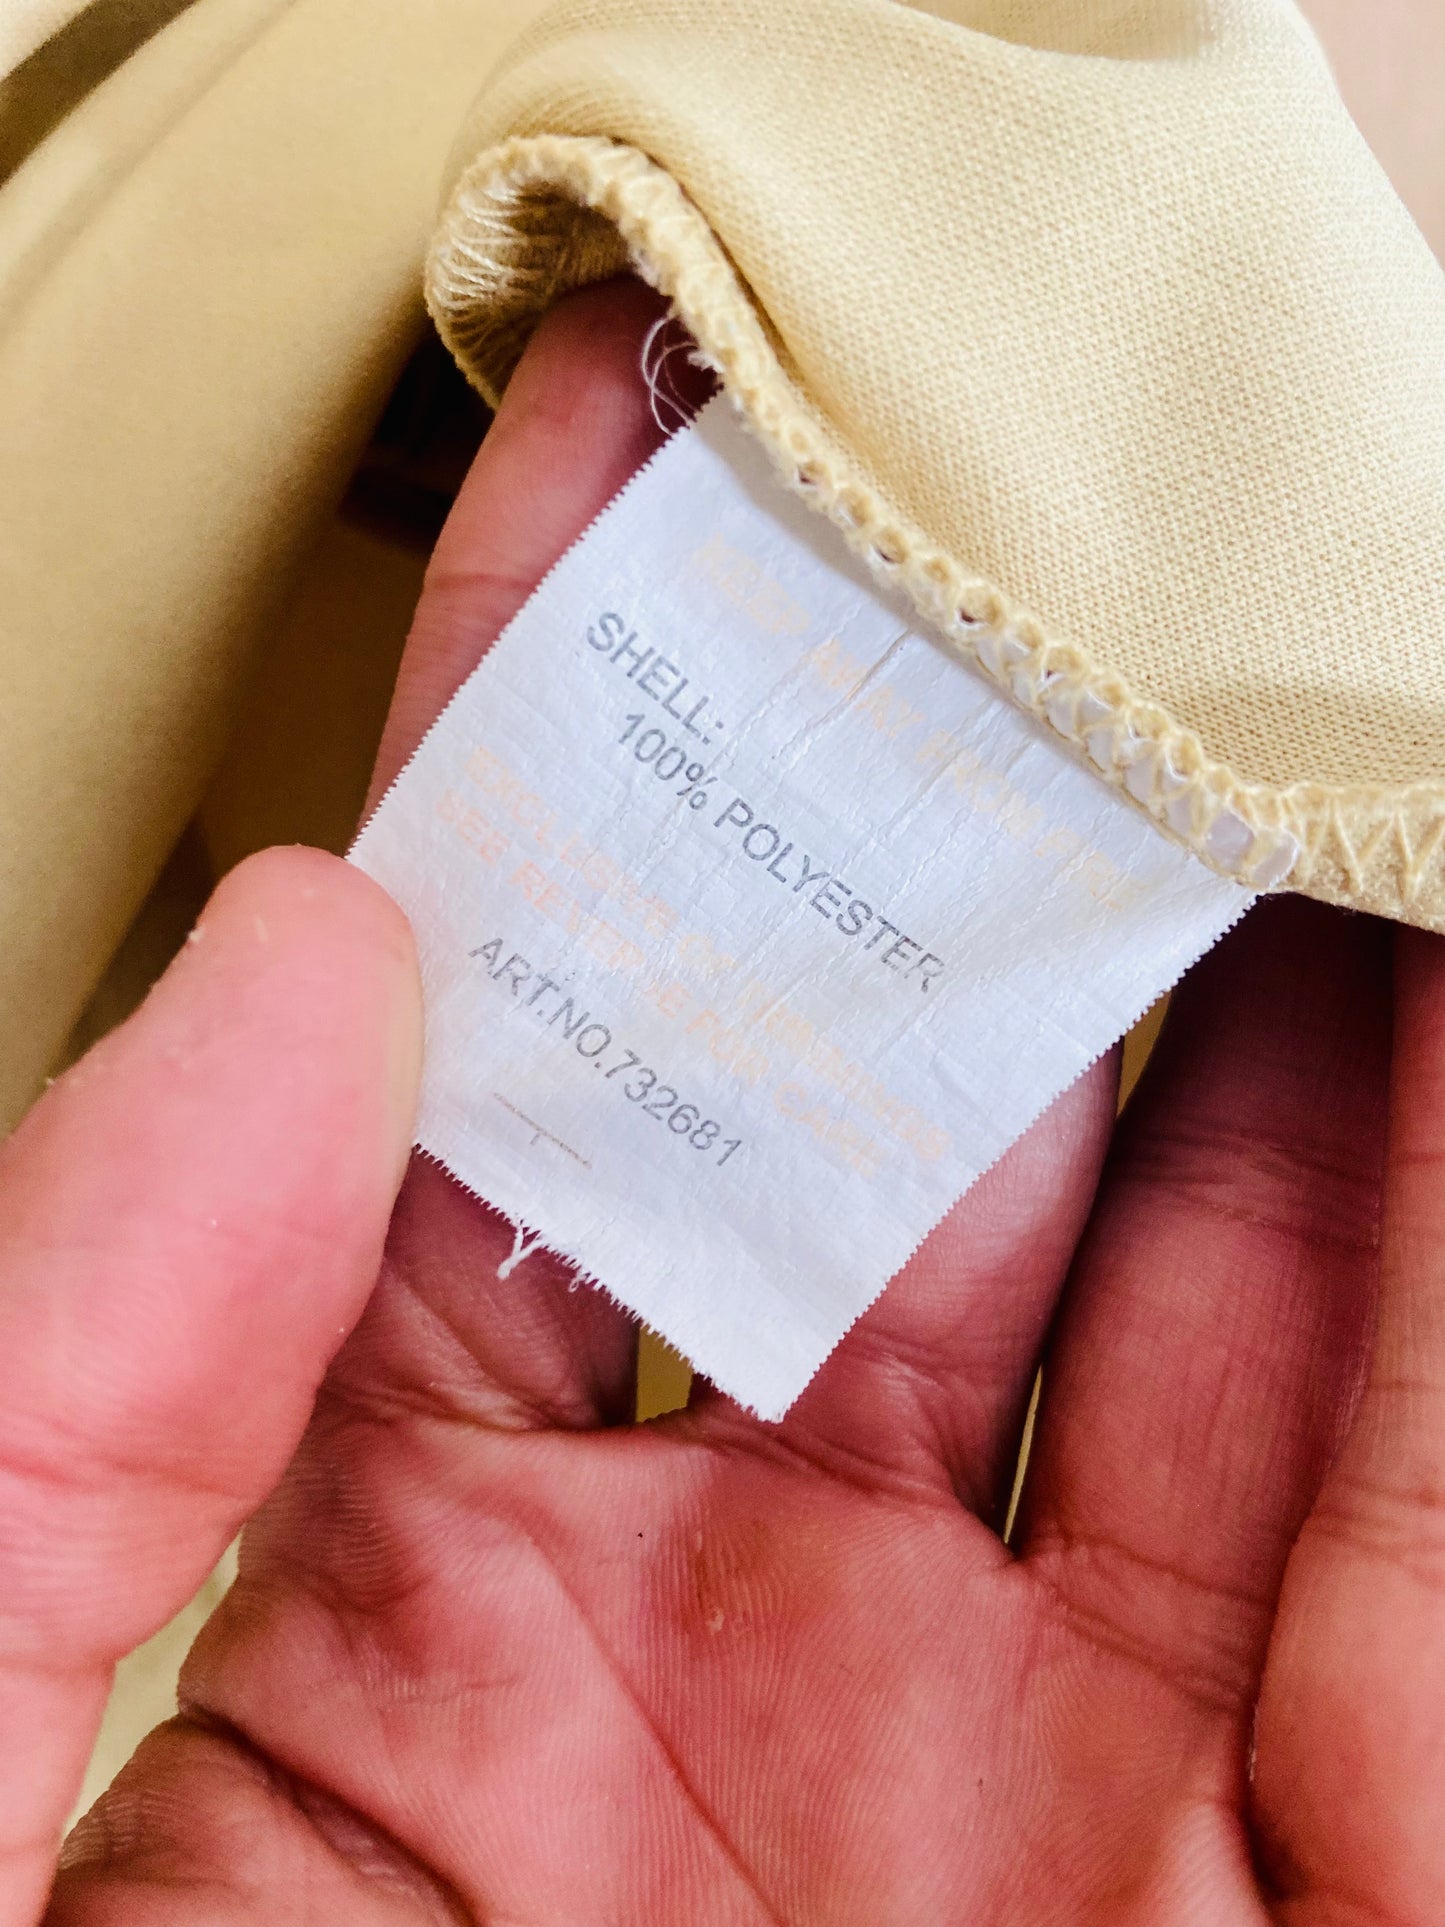 KEEP AWAY FROM FIRE
SHELL:
100% POLYESTER
EXCLUSIVE OF TRIMMINGS
SEE REVERSE FOR CARE
ART.NO.732681